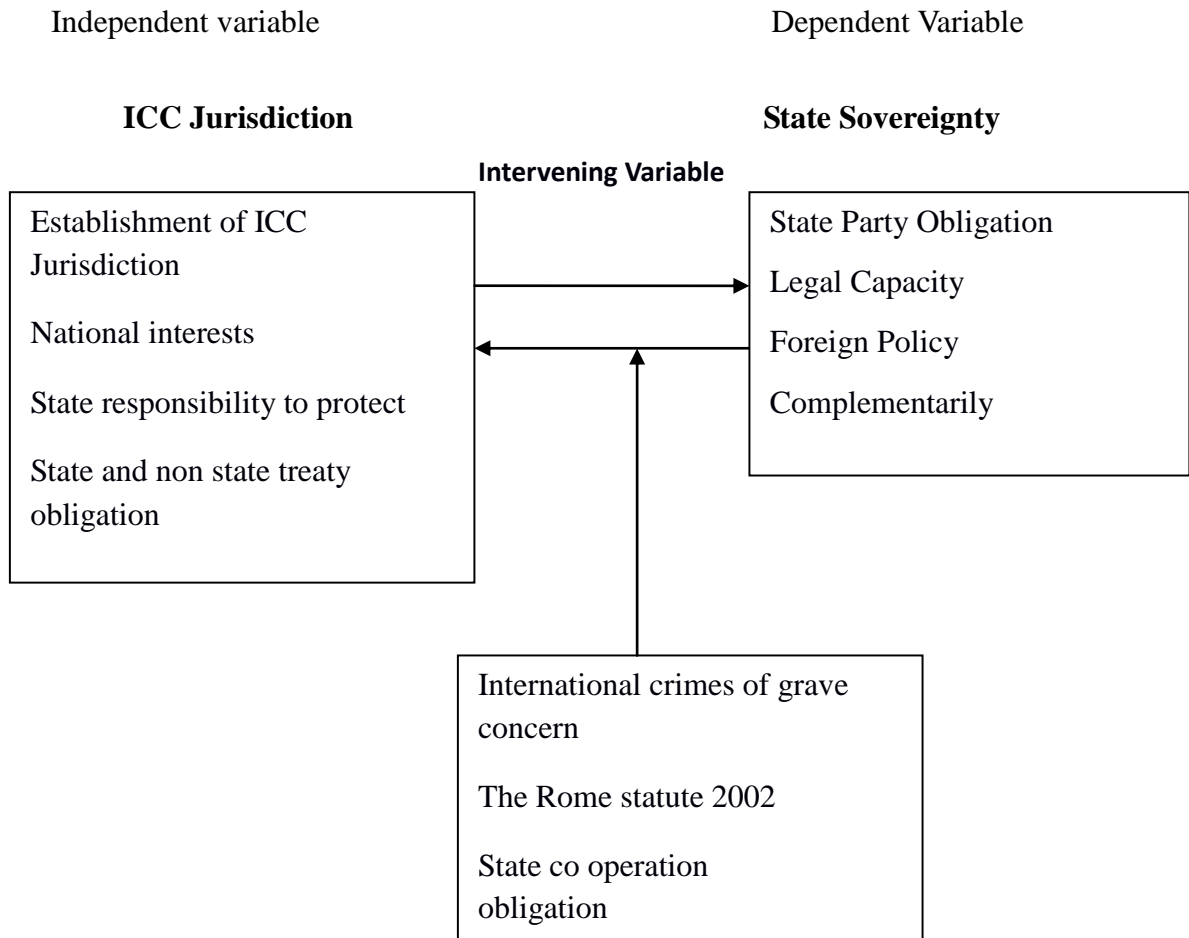 Independent variable
Dependent Variable
ICC Jurisdiction
State Sovereignty
Intervening Variable
Establishment of ICC
Jurisdiction
National interests
State responsibility to protect
State and non state treaty
obligation
State Party Obligation
Legal Capacity
Foreign Policy
Complementarily
International crimes of grave
concern
The Rome statute 2002
State co operation
obligation